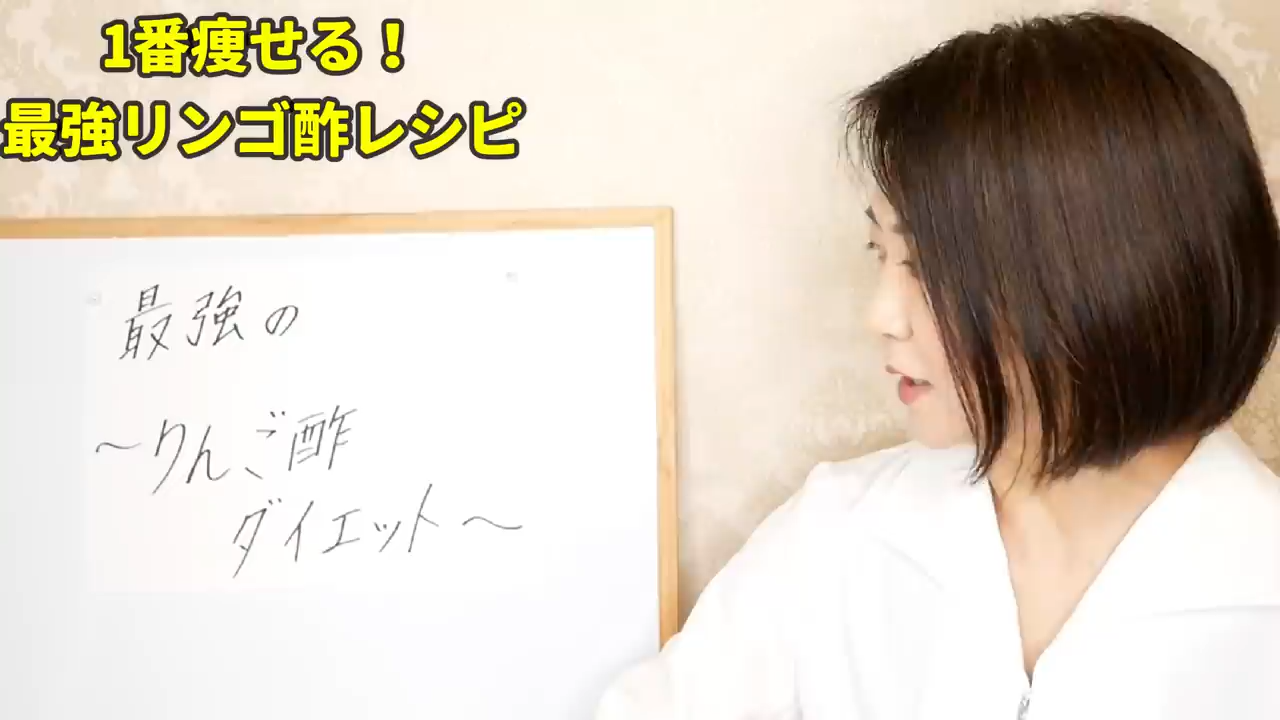 1番痩せる！
最強リンゴ酢レシピ
最強の
～りんご酢
ダイエット～